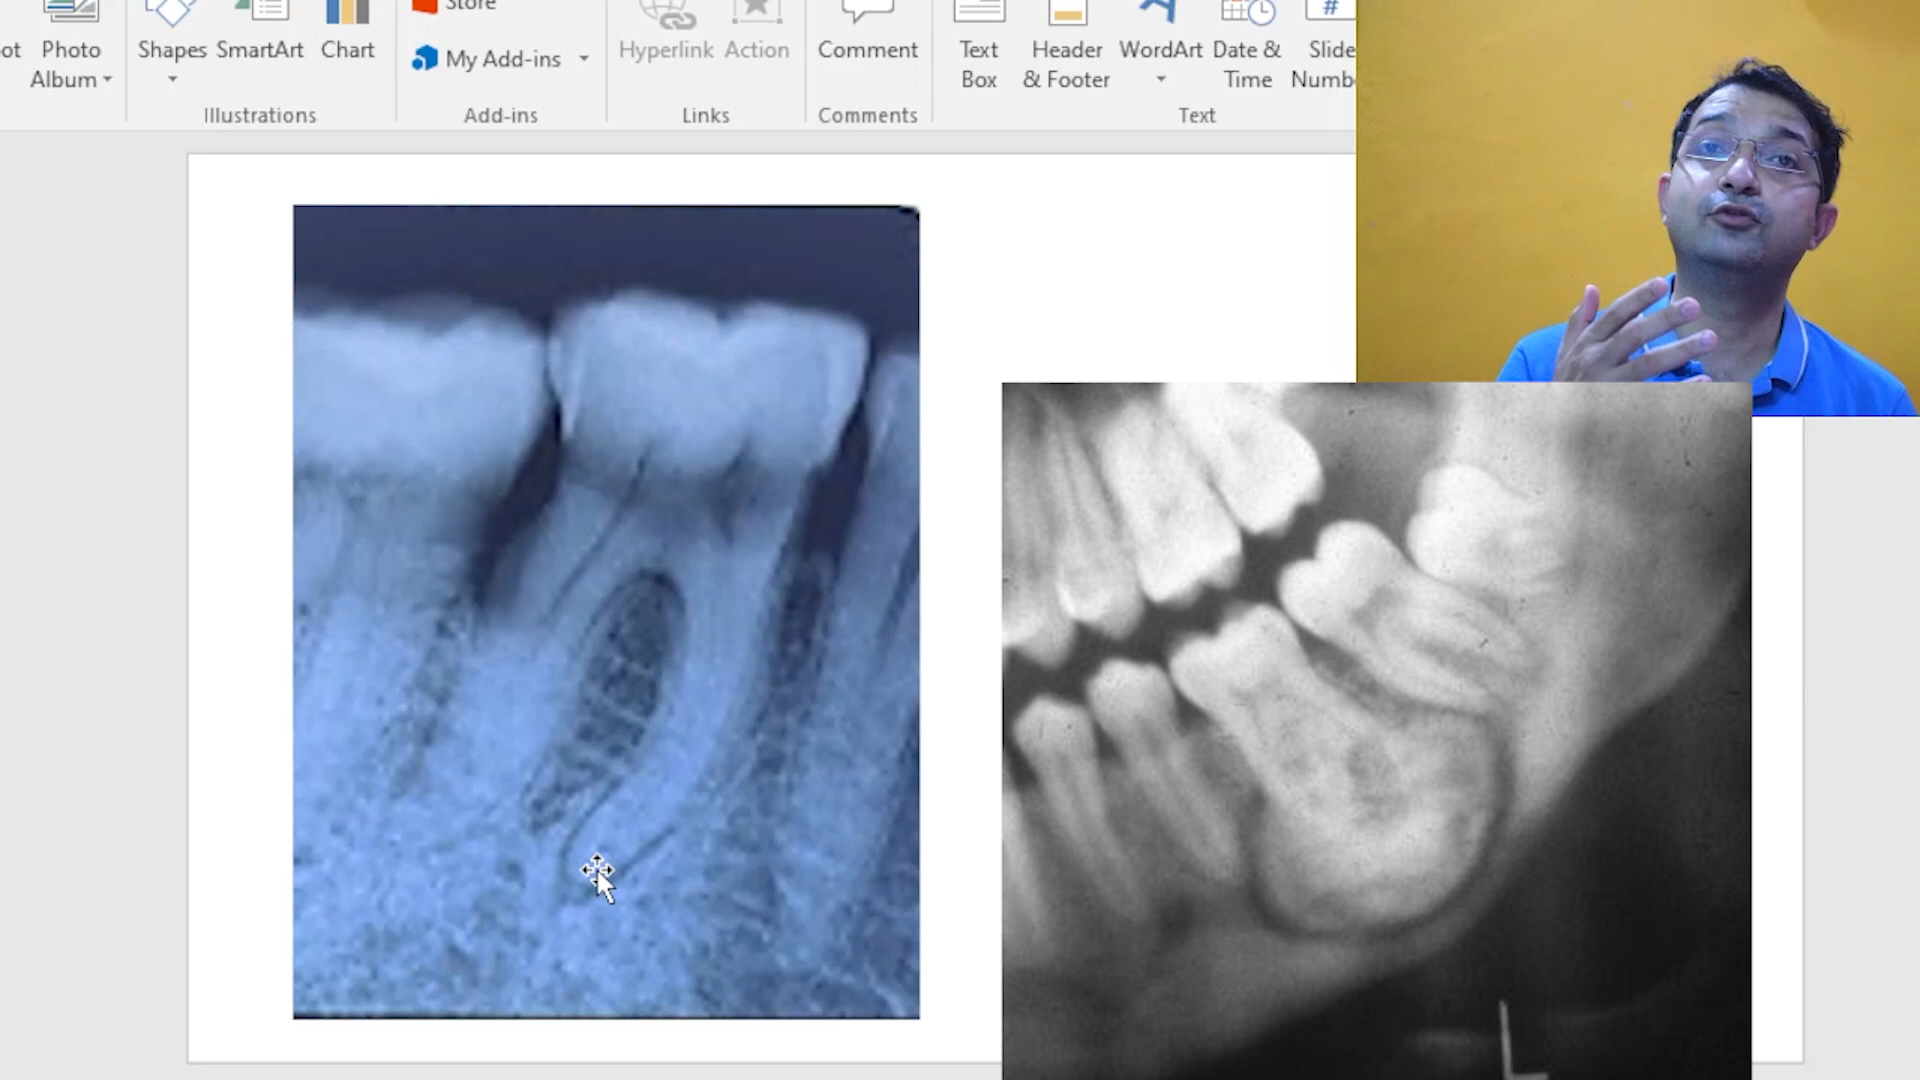 Store
ot Photo Album
Shapes SmartArt Chart
My Add-ins
Hyperlink Action
Comment
Text Box
Header & Footer
WordArt
Date & Time
Slide
#
Illustrations
Add-ins
Links
Comments
Text
L